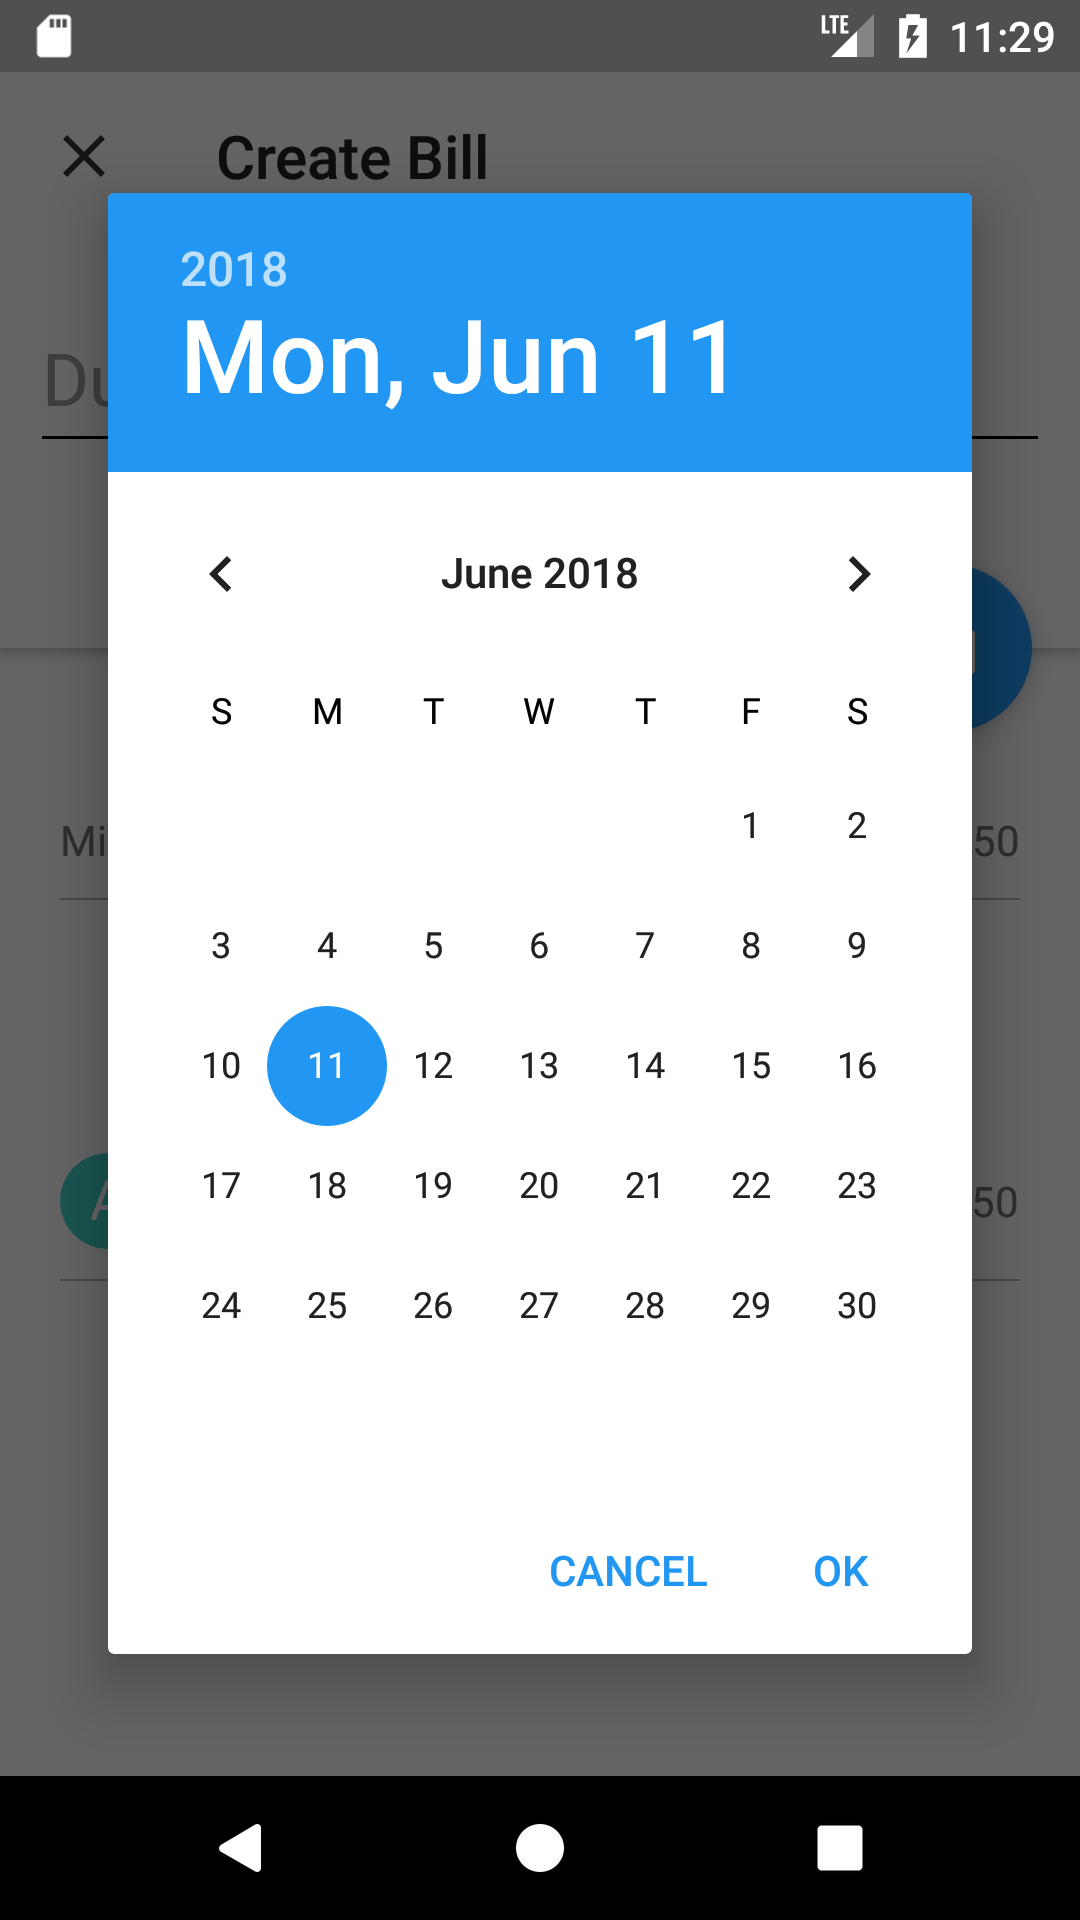 LTE 11:29
Create Bill
2018
Mon, Jun 11
Du
June 2018
S M T W T F S
1 2
Mi 50
3 4 5 6 7 8 9
10 11 12 13 14 15 16
17 18 19 20 21 22 23
A 50
24 25 26 27 28 29 30
CANCEL OK